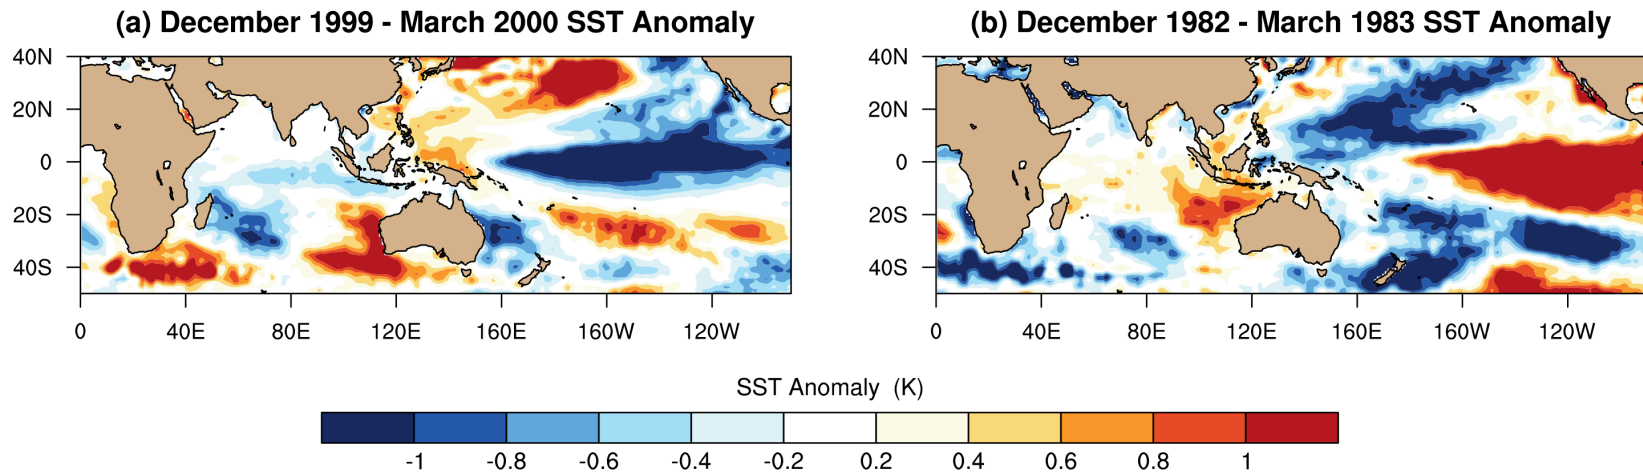 (a) December 1999 - March 2000 SST Anomaly
40N
20N
0
20S
40S
0 40E 80E 120E 160E 160W 120W
(b) December 1982 - March 1983 SST Anomaly
40N
20N
0
20S
40S
0 40E 80E 120E 160E 160W 120W
SST Anomaly (K)
-1 -0.8 -0.6 -0.4 -0.2 0.2 0.4 0.6 0.8 1